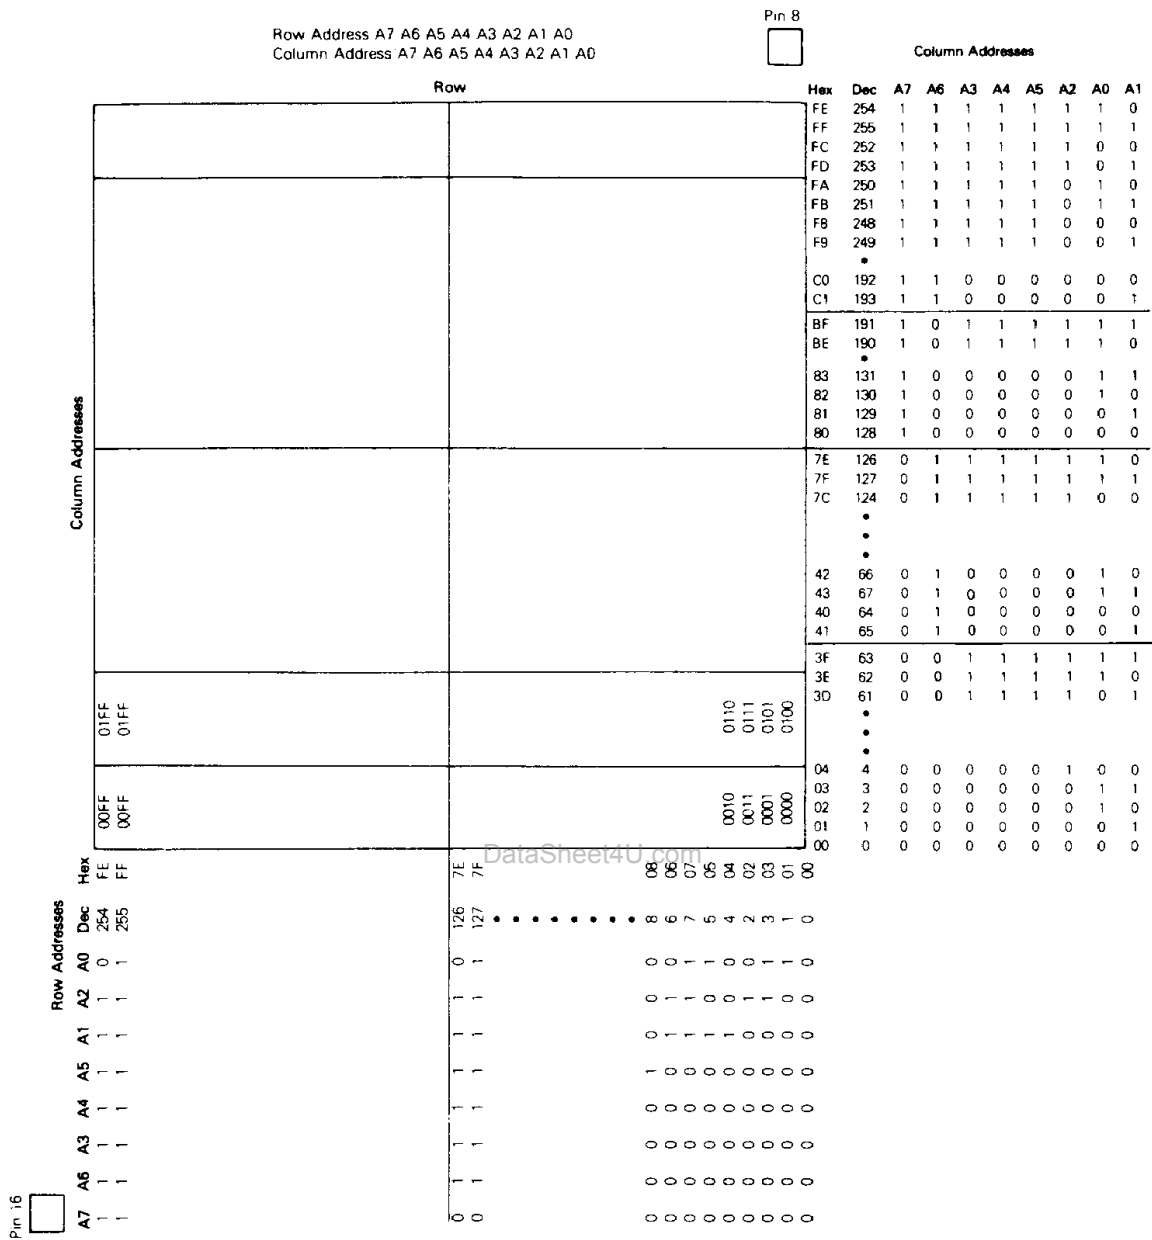 Row Address A7 A6 A5 A4 A3 A2 A1 A0
Column Address A7 A6 A5 A4 A3 A2 A1 A0
Pin 8
Column Addresses
Row
Hex Dec A7 A6 A3 A4 A5 A2 A0 A1
FE 254 1 1 1 1 1 1 1 0
FF 255 1 1 1 1 1 1 1 1
FC 252 1 1 1 1 1 1 0 0
FD 253 1 1 1 1 1 1 0 1
FA 250 1 1 1 1 1 0 1 0
FB 251 1 1 1 1 1 0 1 1
F8 248 1 1 1 1 1 0 0 0
F9 249 1 1 1 1 1 0 0 1
•
C0 192 1 1 0 0 0 0 0 0
C1 193 1 1 0 0 0 0 0 1
BF 191 1 0 1 1 1 1 1 1
BE 190 1 0 1 1 1 1 1 0
•
83 131 1 0 0 0 0 0 1 1
82 130 1 0 0 0 0 0 1 0
81 129 1 0 0 0 0 0 0 1
80 128 1 0 0 0 0 0 0 0
7E 126 0 1 1 1 1 1 1 0
7F 127 0 1 1 1 1 1 1 1
7C 124 0 1 1 1 1 1 0 0
•
•
•
42 66 0 1 0 0 0 0 1 0
43 67 0 1 0 0 0 0 1 1
40 64 0 1 0 0 0 0 0 0
41 65 0 1 0 0 0 0 0 1
3F 63 0 0 1 1 1 1 1 1
3E 62 0 0 1 1 1 1 1 0
3D 61 0 0 1 1 1 1 0 1
•
•
•
04 4 0 0 0 0 0 1 0 0
03 3 0 0 0 0 0 0 1 1
02 2 0 0 0 0 0 0 1 0
01 1 0 0 0 0 0 0 0 1
00 0 0 0 0 0 0 0 0 0
Column Addresses
01FF
01FF
0110
0111
0101
0100
00FF
00FF
0010
0011
0001
0000
DataSheet4U.com
Pin 16
Row Addresses
A7 A6 A3 A4 A5 A1 A2 A0 Dec Hex
1 1 1 1 1 1 1 0 254 FE
1 1 1 1 1 1 1 1 255 FF
0 1 1 1 1 1 1 0 126 7E
0 1 1 1 1 1 1 1 127 7F
• • • • • • • •
0 0 0 0 1 0 0 0 8 08
0 0 0 0 0 1 1 0 6 06
0 0 0 0 0 1 1 1 7 07
0 0 0 0 0 1 0 1 5 05
0 0 0 0 0 1 0 0 4 04
0 0 0 0 0 0 1 0 2 02
0 0 0 0 0 0 1 1 3 03
0 0 0 0 0 0 0 1 1 01
0 0 0 0 0 0 0 0 0 00